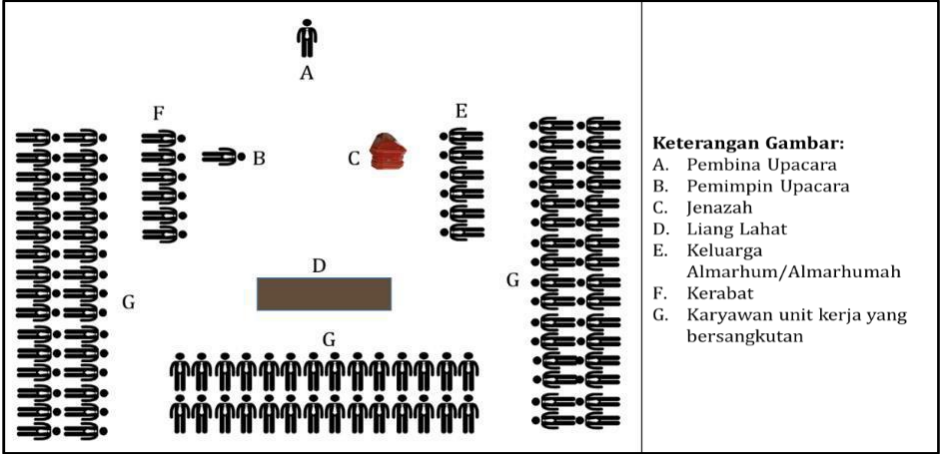 A
F
E
B
C
D
G
G
G
Keterangan Gambar:
A. Pembina Upacara
B. Pemimpin Upacara
C. Jenazah
D. Liang Lahat
E. Keluarga
Almarhum/Almarhumah
F. Kerabat
G. Karyawan unit kerja yang
bersangkutan